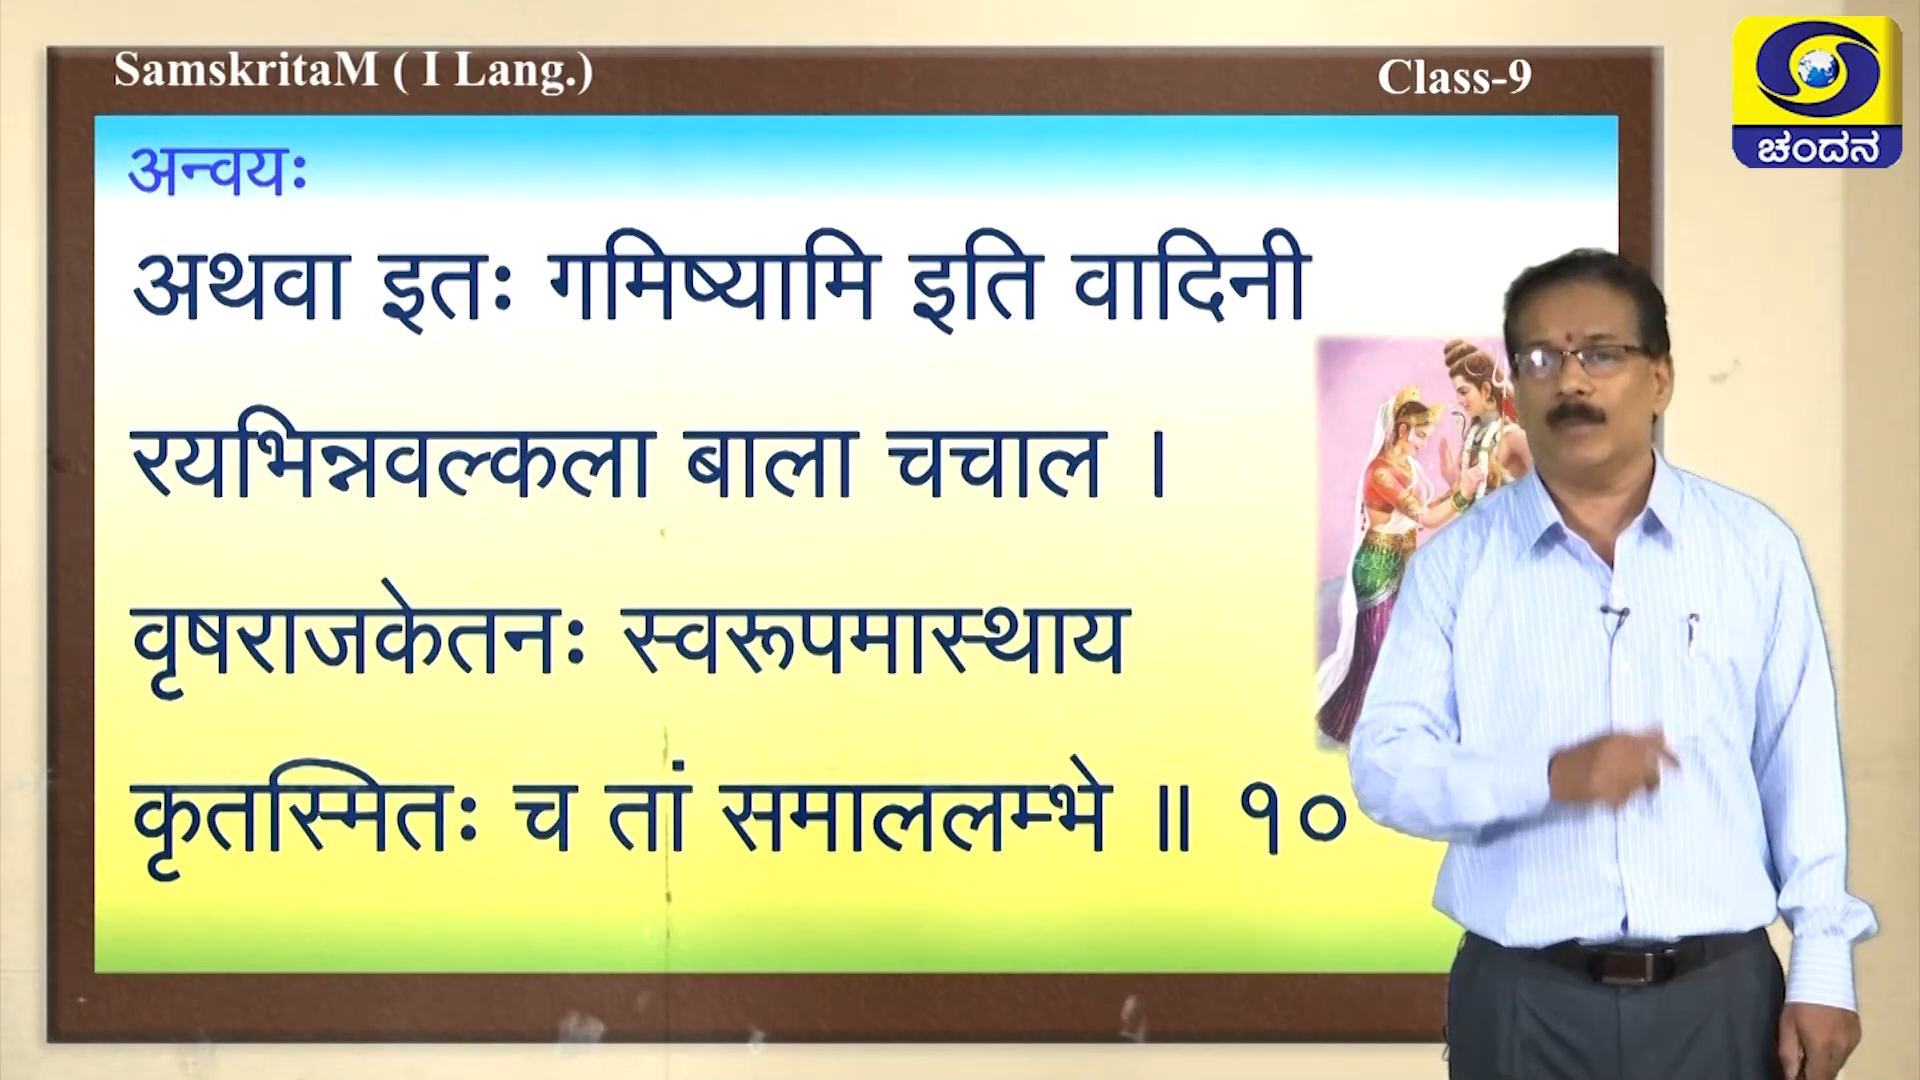 SamskritaM ( I Lang.)
Class-9
ಚಂದನ
अन्वयः
अथवा इतः गमिष्यामि इति वादिनी
रयभिन्नवल्कला बाला चचाल ।
वृषराजकेतनः स्वरूपमास्थाय
कृतस्मितः च तां समाललम्भे ॥ १०